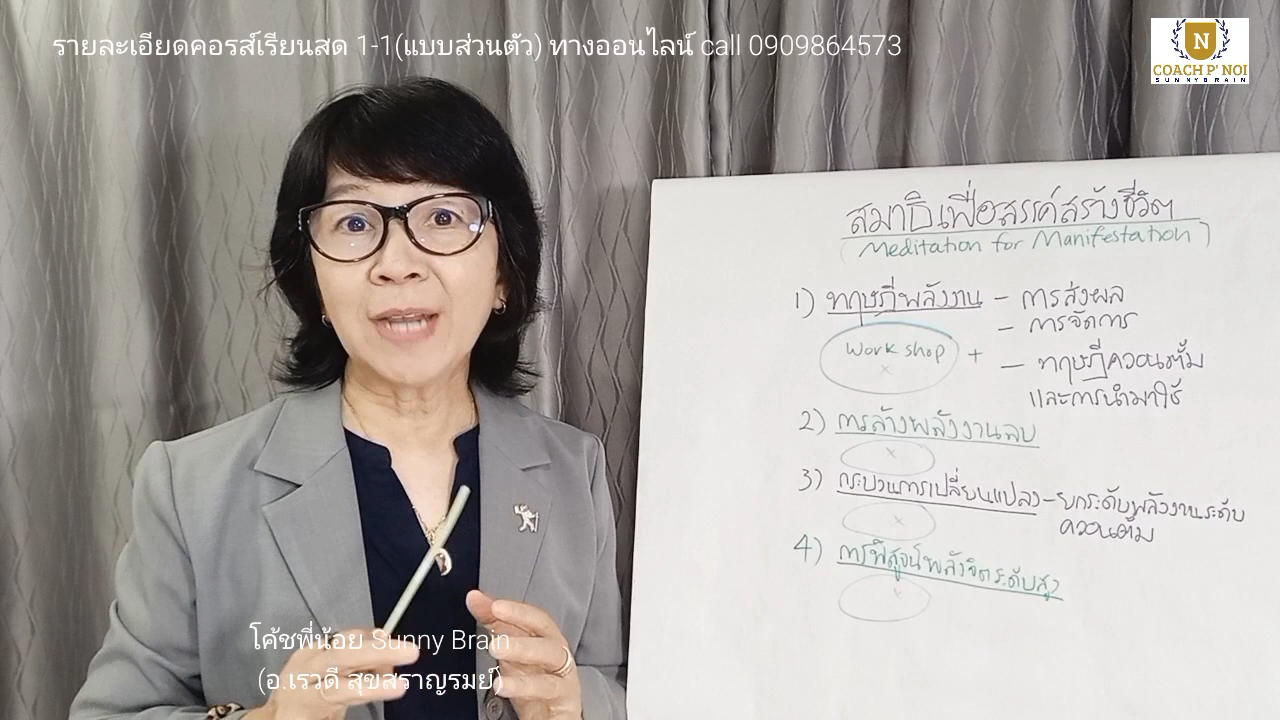 รายละเอียดคอรส์เรียนสด 1-1(แบบส่วนตัว) ทางออนไลน์ call 0909864573
N
COACH P' NOI
SUNNYBRAIN
สมาธิเพื่อสรรค์สร้างชีวิต
(Meditation for Manifestation)
1) ทฤษฎีพลังงาน – การส่งผล
– การจัดการ
Work shop + – ทฤษฎีควอนตั้ม
x
และการนำมาใช้
2) การล้างพลังงานลบ
x
3) กระบวนการเปลี่ยนแปลง – ยกระดับพลังงานระดับ
ควอนตั้ม
x
4) การพิสูจน์พลังจิตระดับสูง
x
โค้ชพี่น้อย Sunny Brain
(อ.เรวดี สุขสราญรมย์)